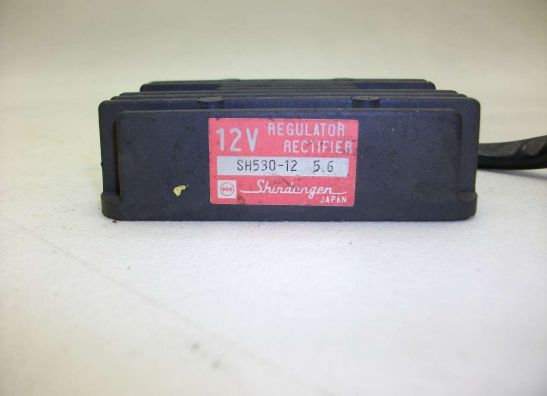 12V REGULATOR
RECTIFIER
SH530-12 5.6
Shindengen
JAPAN